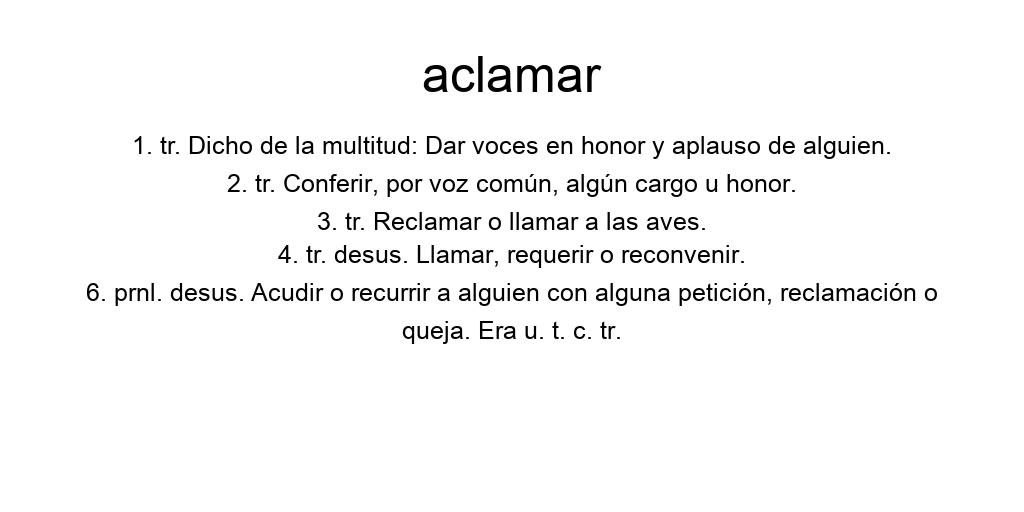 aclamar
1. tr. Dicho de la multitud: Dar voces en honor y aplauso de alguien.
2. tr. Conferir, por voz común, algún cargo u honor.
3. tr. Reclamar o llamar a las aves.
4. tr. desus. Llamar, requerir o reconvenir.
6. prnl. desus. Acudir o recurrir a alguien con alguna petición, reclamación o
queja. Era u. t. c. tr.